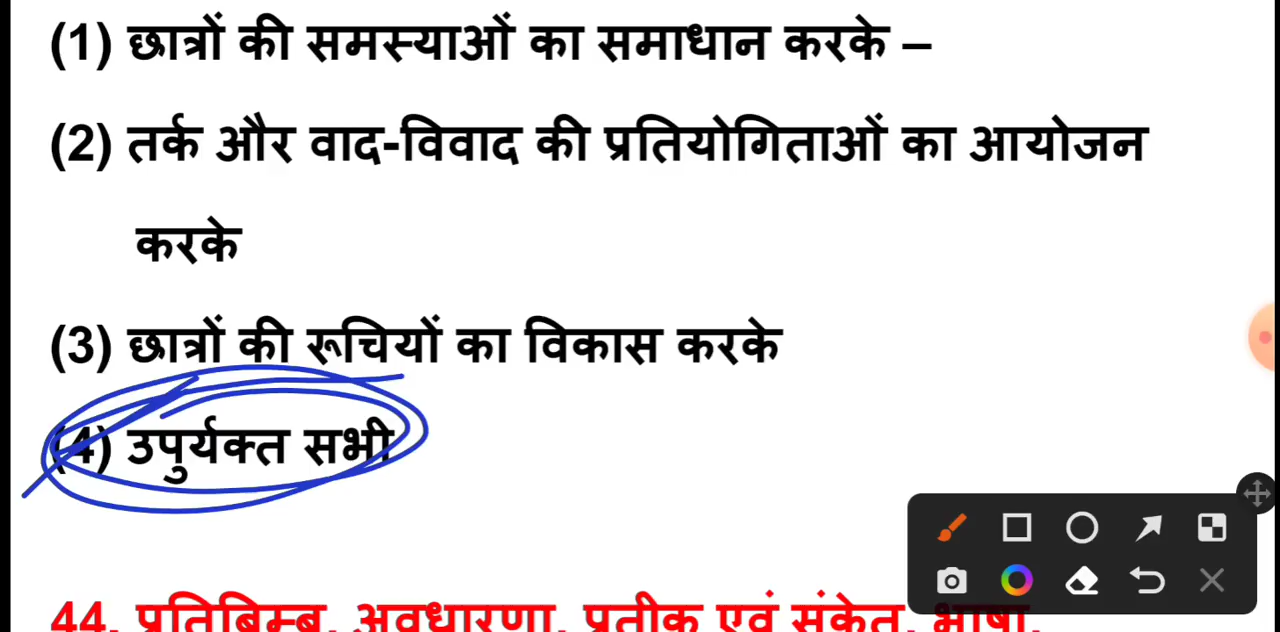 (1) छात्रों की समस्याओं का समाधान करके –
(2) तर्क और वाद-विवाद की प्रतियोगिताओं का आयोजन
करके
(3) छात्रों की रूचियों का विकास करके
(4) उपुर्यक्त सभी
44. प्रतिबिम्ब, अवधारणा, प्रतीक एवं संकेत, भाषा,